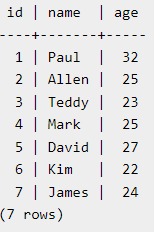 id | name  | age
----+-------+-----
  1 | Paul  | 32
  2 | Allen | 25
  3 | Teddy | 23
  4 | Mark  | 25
  5 | David | 27
  6 | Kim   | 22
  7 | James | 24
(7 rows)